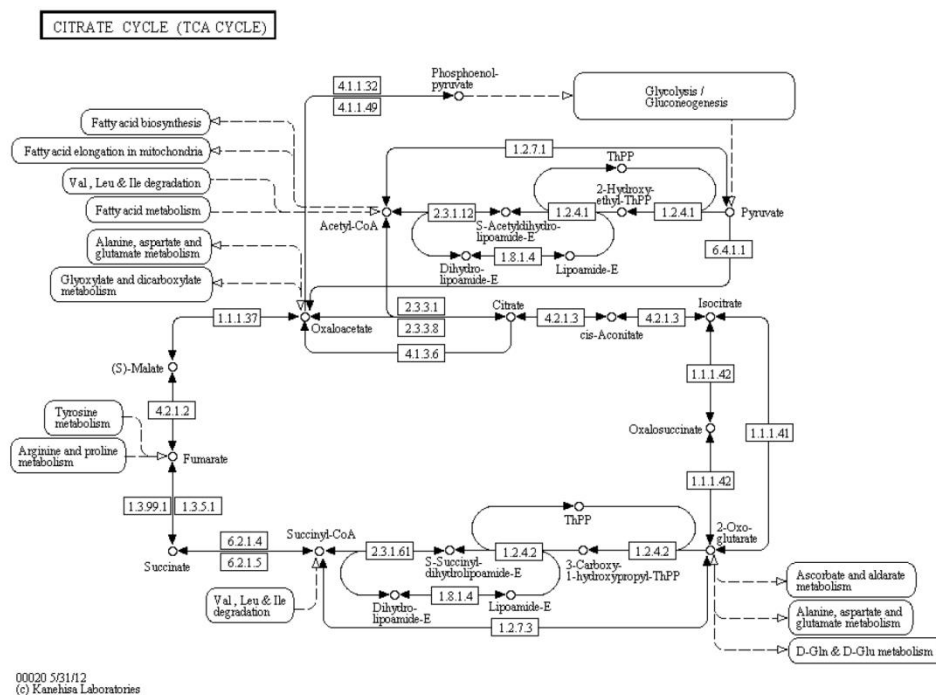 CITRATE CYCLE (TCA CYCLE)
Phosphoenol-
pyruvate
4.1.1.32
4.1.1.49
Glycolysis /
Gluconeogenesis
Fatty acid biosynthesis
Fatty acid elongation in mitochondria
Val , Leu & Ile degradation
Fatty acid metabolism
1.2.7.1
ThPP
2-Hydroxy-
ethyl-ThPP
Acetyl-CoA
2.3.1.12
S-Acetyldihydro-
lipoamide-E
1.2.4.1
1.2.4.1
Pyruvate
Alanine, aspartate and
glutamate metabolism
Dihydro-
lipoamide-E
1.8.1.4
Lipoamide-E
6.4.1.1
Glyoxylate and dicarboxylate
metabolism
1.1.1.37
Oxaloacetate
2.3.3.1
2.3.3.8
4.1.3.6
Citrate
4.2.1.3
cis-Aconitate
4.2.1.3
Isocitrate
(S)-Malate
4.2.1.2
1.1.1.42
Oxalosuccinate
1.1.1.41
1.1.1.42
Tyrosine
metabolism
Arginine and proline
metabolism
Fumarate
1.3.99.1
1.3.5.1
Succinate
6.2.1.4
6.2.1.5
Succinyl-CoA
2.3.1.61
S-Succinyl-
dihydrolipoamide-E
ThPP
1.2.4.2
3-Carboxy-
1-hydroxypropyl-ThPP
1.2.4.2
2-Oxo-
glutarate
Val , Leu & Ile
degradation
Dihydro-
lipoamide-E
1.8.1.4
Lipoamide-E
1.2.7.3
Ascorbate and aldarate
metabolism
Alanine, aspartate and
glutamate metabolism
D-Gln & D-Glu metabolism
00020 5/31/12
(c) Kanehisa Laboratories